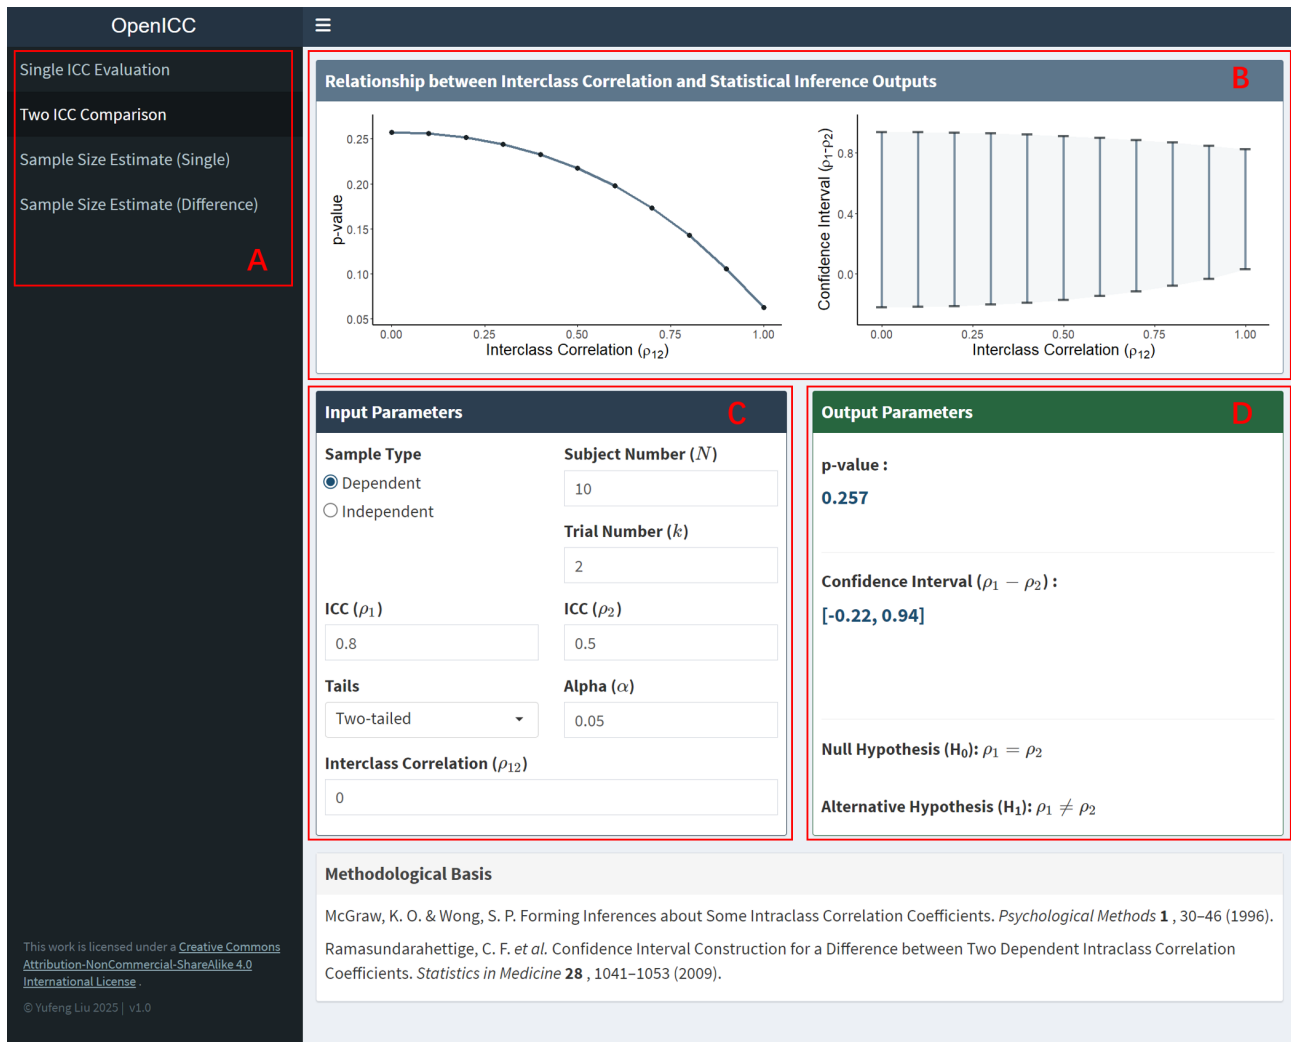 OpenICC
Single ICC Evaluation
Two ICC Comparison
Sample Size Estimate (Single)
Sample Size Estimate (Difference)
A
Relationship between Interclass Correlation and Statistical Inference Outputs
B
p-value
0.25
0.20
0.15
0.10
0.05
0.00 0.25 0.50 0.75 1.00
Interclass Correlation (ρ12)
Confidence Interval (ρ1-ρ2)
0.8
0.4
0.0
0.00 0.25 0.50 0.75 1.00
Interclass Correlation (ρ12)
Input Parameters
C
Sample Type
Dependent
Independent
Subject Number (N)
10
Trial Number (k)
2
ICC (ρ1)
0.8
ICC (ρ2)
0.5
Tails
Two-tailed
Alpha (α)
0.05
Interclass Correlation (ρ12)
0
Output Parameters
D
p-value :
0.257
Confidence Interval (ρ1 − ρ2) :
[-0.22, 0.94]
Null Hypothesis (H0): ρ1 = ρ2
Alternative Hypothesis (H1): ρ1 ≠ ρ2
Methodological Basis
McGraw, K. O. & Wong, S. P. Forming Inferences about Some Intraclass Correlation Coefficients. Psychological Methods 1 , 30–46 (1996).
Ramasundarahettige, C. F. et al. Confidence Interval Construction for a Difference between Two Dependent Intraclass Correlation
Coefficients. Statistics in Medicine 28 , 1041–1053 (2009).
This work is licensed under a Creative Commons
Attribution-NonCommercial-ShareAlike 4.0
International License .
© Yufeng Liu 2025 | v1.0